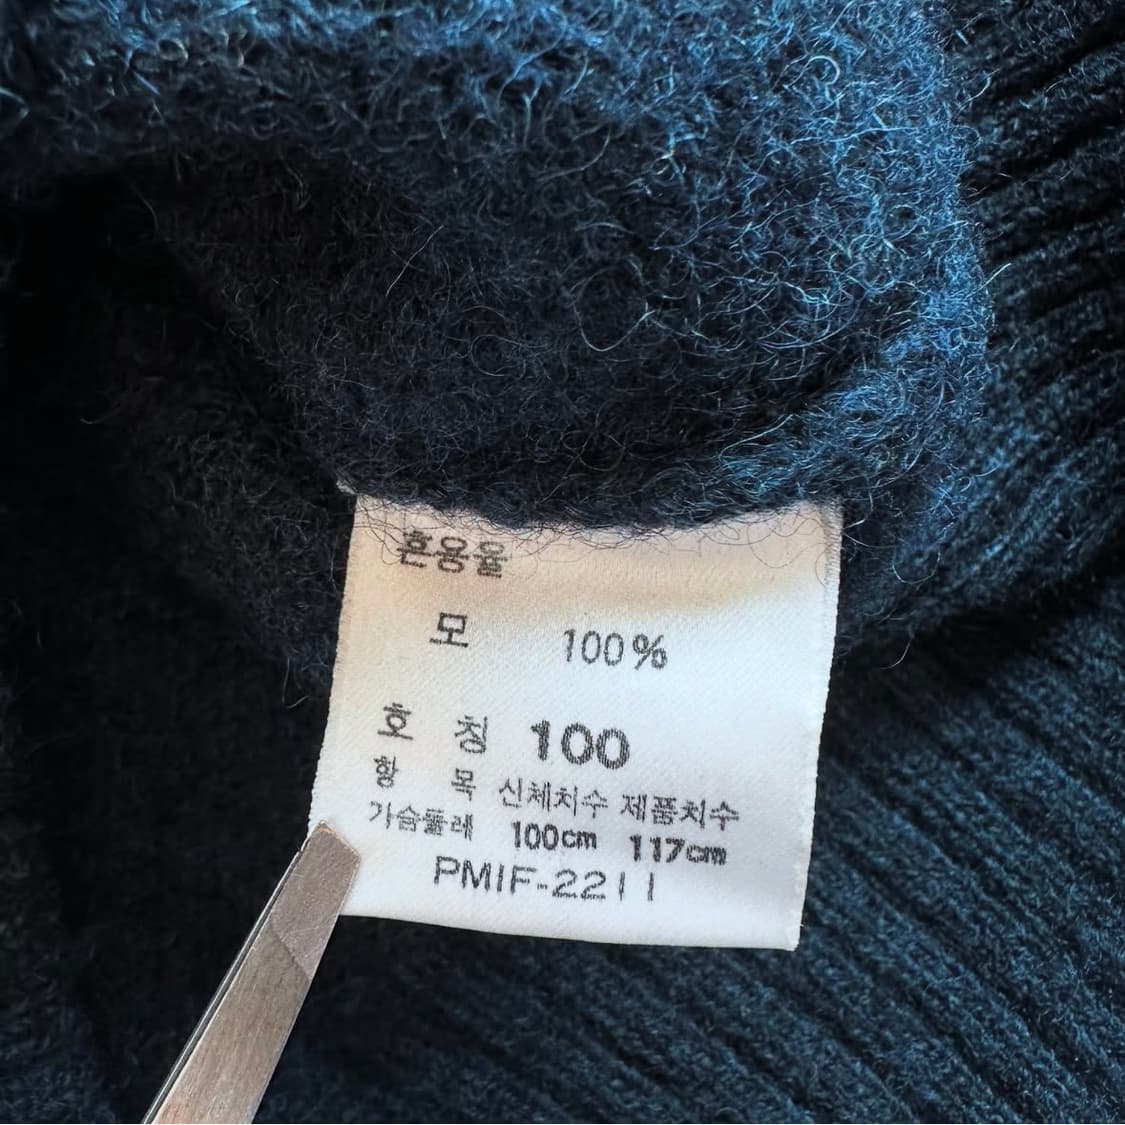 혼용율
모 100%
호 칭 100
항 목 신체치수 제품치수
가슴둘레 100cm 117cm
PMIF-2211